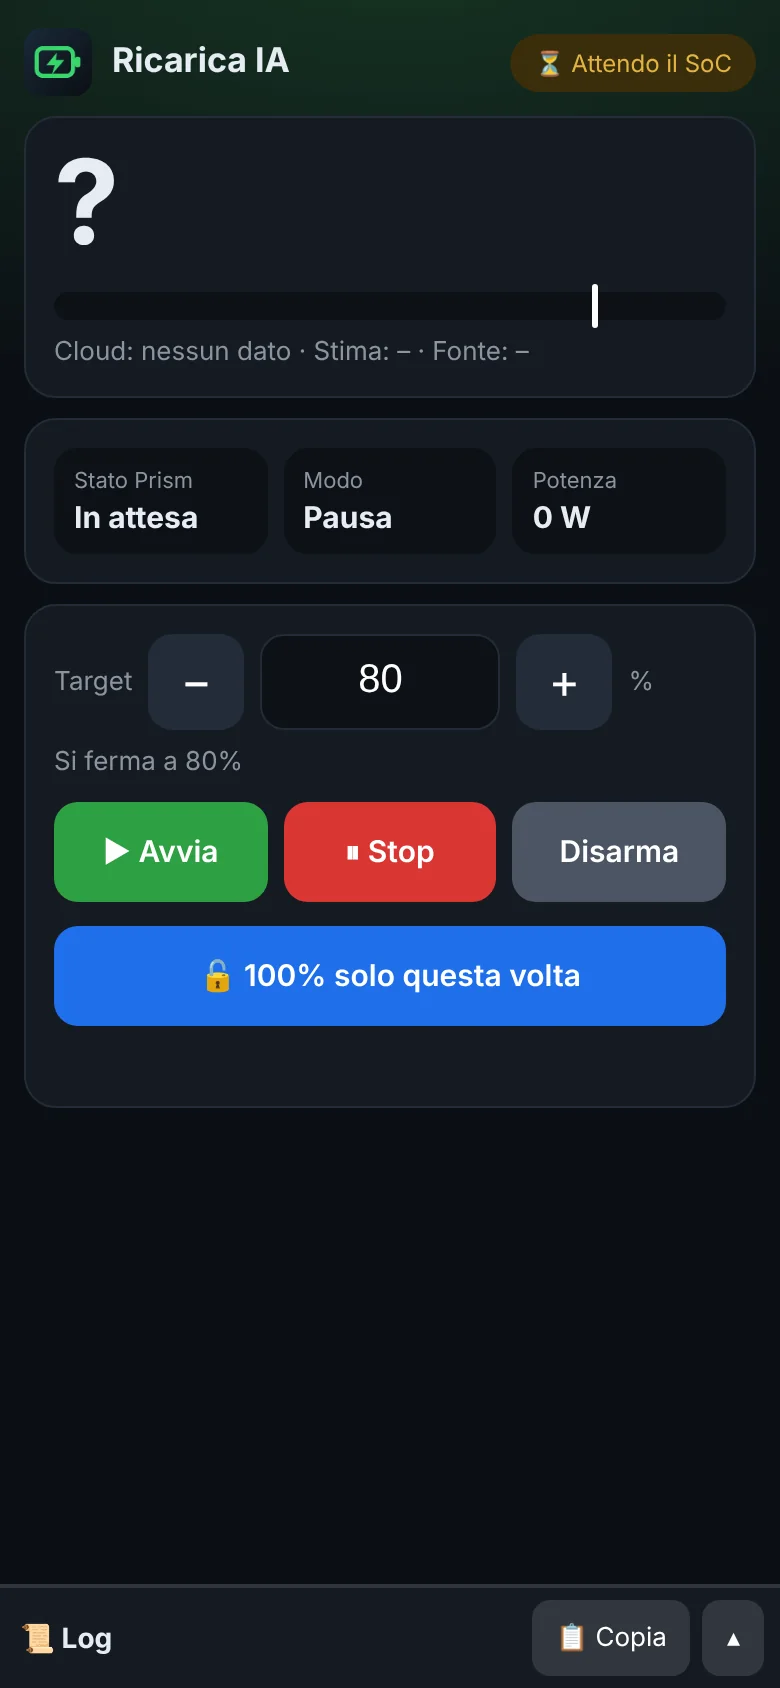 Ricarica IA
⏳ Attendo il SoC
?
Cloud: nessun dato · Stima: – · Fonte: –
Stato Prism
In attesa
Modo
Pausa
Potenza
0 W
Target − 80 + %
Si ferma a 80%
▶ Avvia
⏸ Stop
Disarma
🔓 100% solo questa volta
📜 Log
📋 Copia
▲